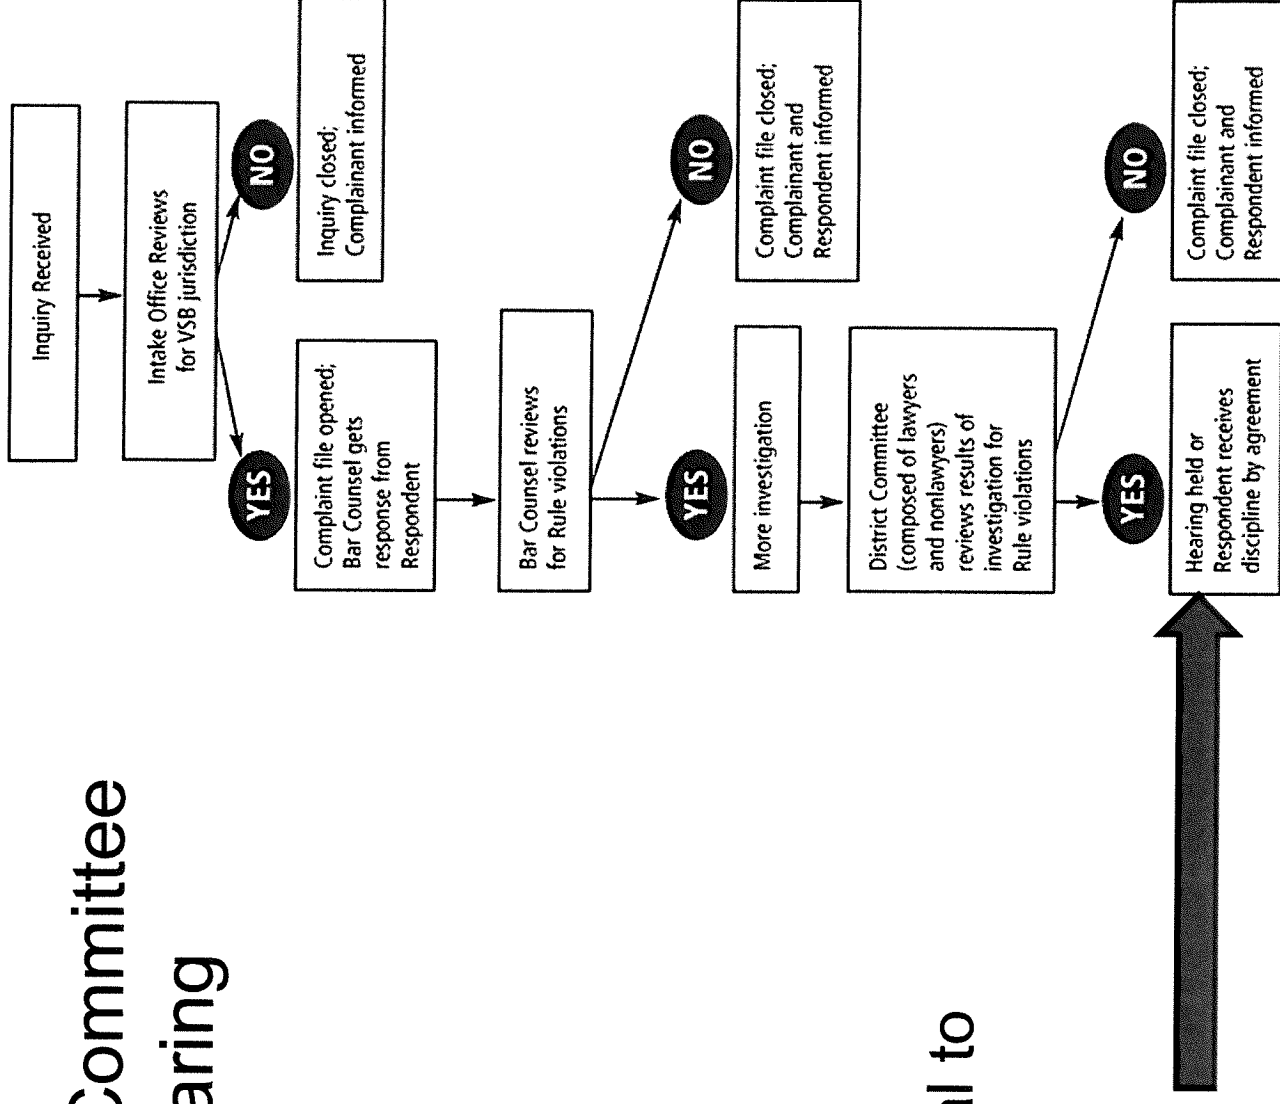 Committee
aring
al to
Inquiry Received
Intake Office Reviews
for VSB jurisdiction
YES
NO
Complaint file opened;
Bar Counsel gets
response from
Respondent
Inquiry closed;
Complainant informed
Bar Counsel reviews
for Rule violations
YES
NO
More investigation
Complaint file closed;
Complainant and
Respondent informed
District Committee
(composed of lawyers
and nonlawyers)
reviews results of
investigation for
Rule violations
YES
NO
Hearing held or
Respondent receives
discipline by agreement
Complaint file closed;
Complainant and
Respondent informed